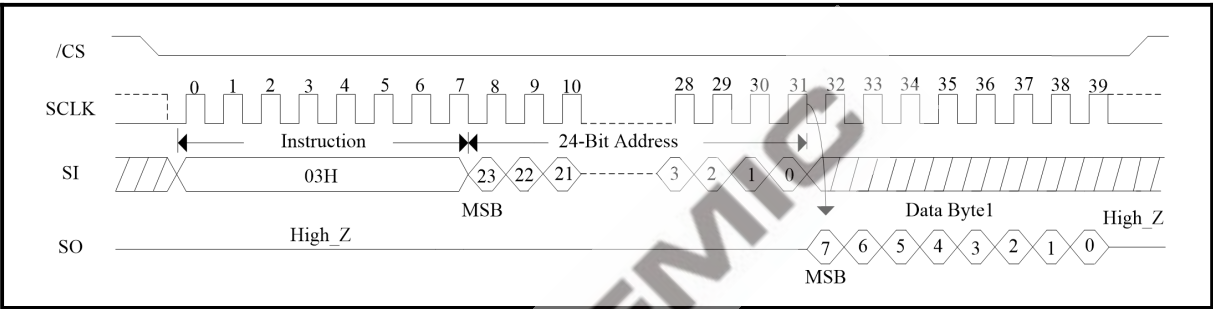 /CS
0 1 2 3 4 5 6 7 8 9 10 28 29 30 31 32 33 34 35 36 37 38 39
SCLK
Instruction 24-Bit Address
SI 03H 23 22 21 3 2 1 0
MSB Data Byte1
High_Z High_Z
SO 7 6 5 4 3 2 1 0
MSB